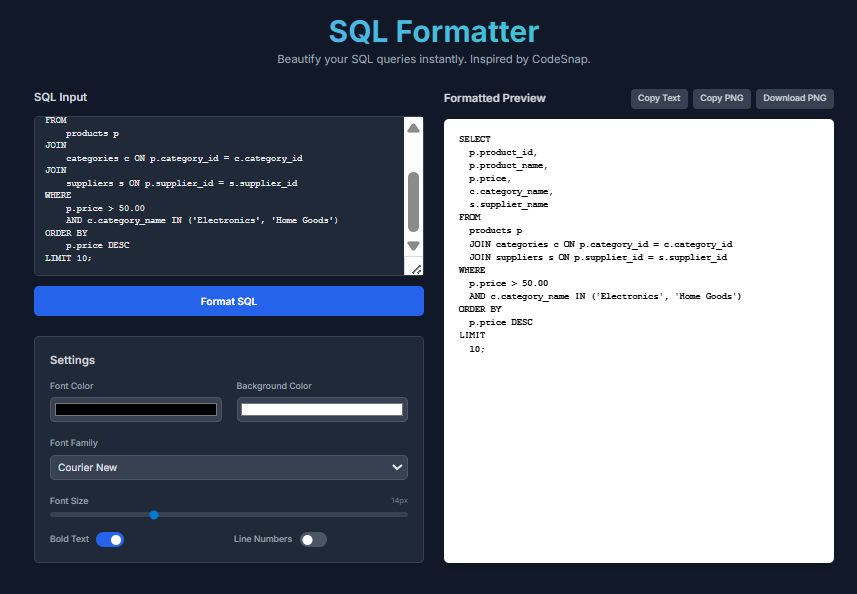 SQL Formatter
Beautify your SQL queries instantly. Inspired by CodeSnap.
SQL Input
FROM
products p
JOIN
categories c ON p.category_id = c.category_id
JOIN
suppliers s ON p.supplier_id = s.supplier_id
WHERE
p.price > 50.00
AND c.category_name IN ('Electronics', 'Home Goods')
ORDER BY
p.price DESC
LIMIT 10;
Format SQL
Settings
Font Color
Background Color
Font Family
Courier New
Font Size
14px
Bold Text
Line Numbers
Formatted Preview
Copy Text
Copy PNG
Download PNG
SELECT
p.product_id,
p.product_name,
p.price,
c.category_name,
s.supplier_name
FROM
products p
JOIN categories c ON p.category_id = c.category_id
JOIN suppliers s ON p.supplier_id = s.supplier_id
WHERE
p.price > 50.00
AND c.category_name IN ('Electronics', 'Home Goods')
ORDER BY
p.price DESC
LIMIT
10;